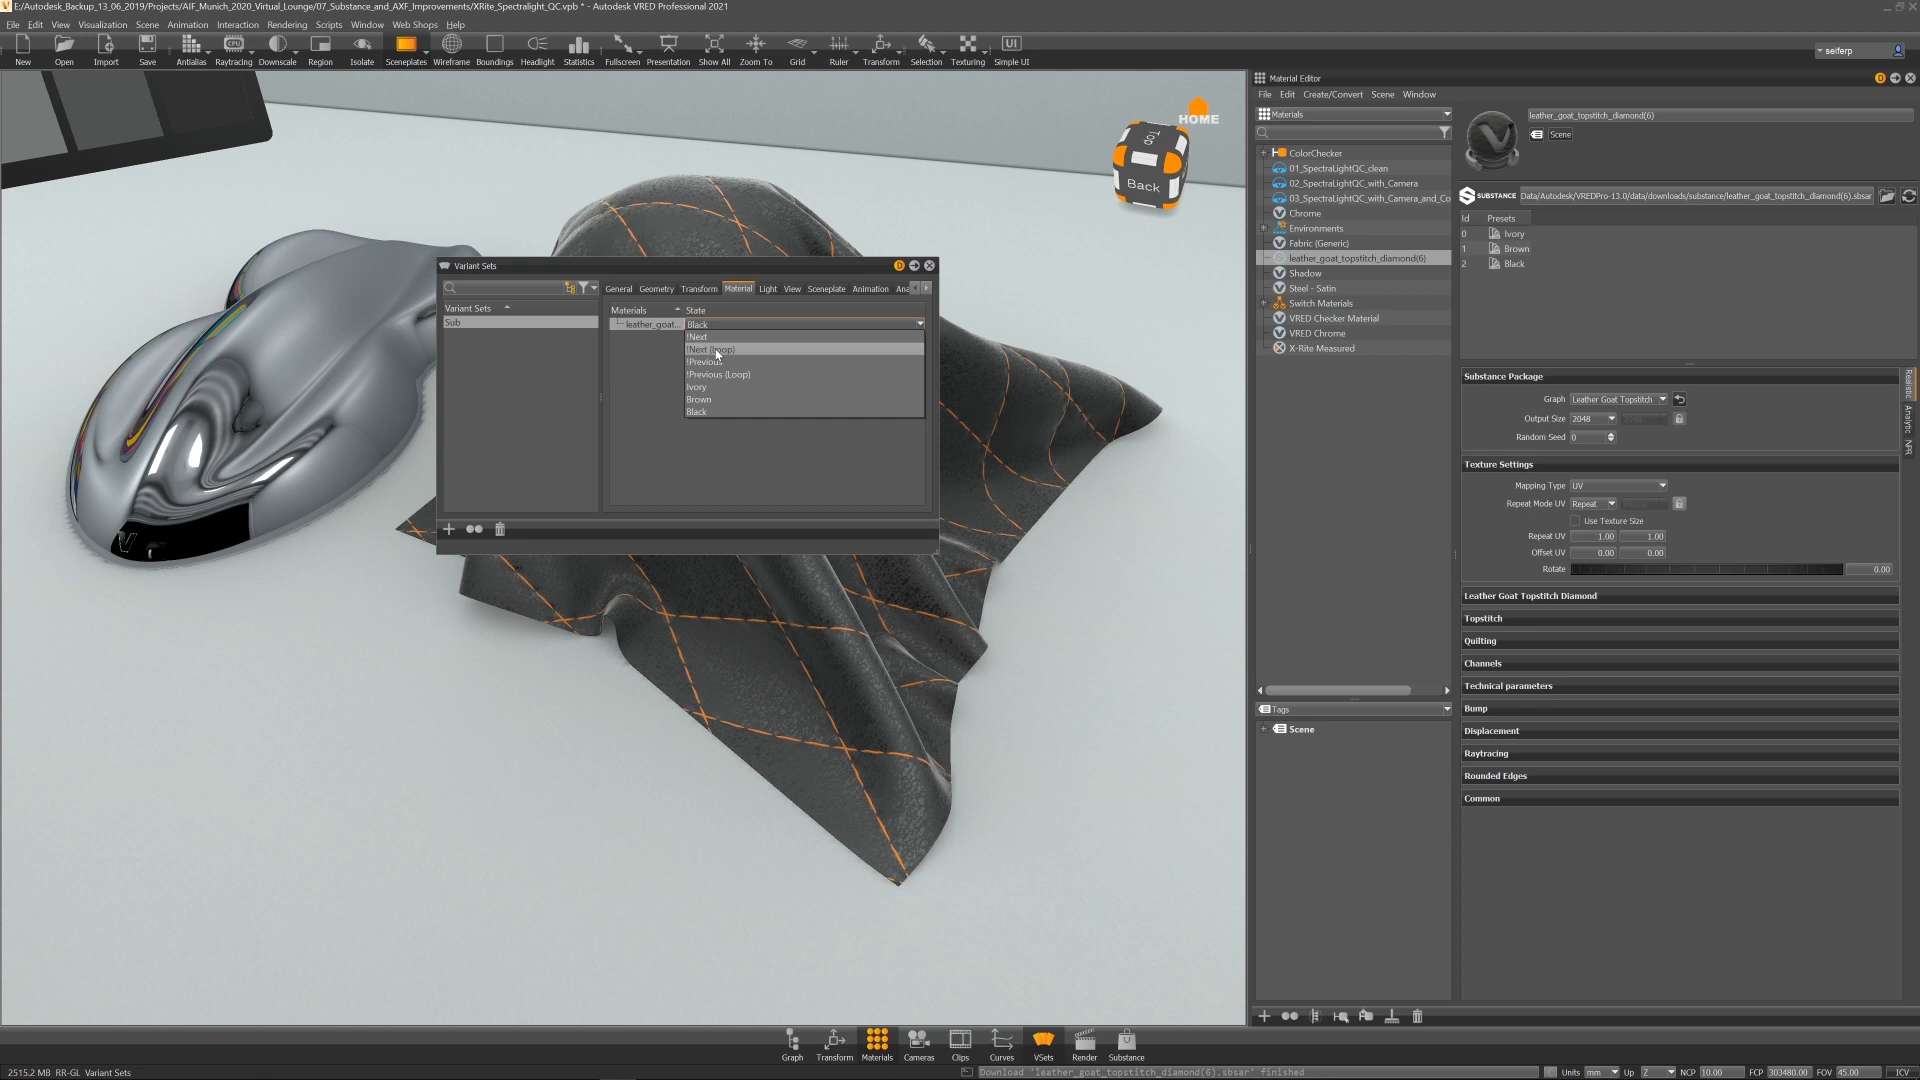 E:/Autodesk_Backup_13_06_2019/Projects/AIF_Munich_2020_Virtual_Lounge/07_Substance_and_AXF_Improvements/XRite_Spectralight_QC.vpb * - Autodesk VRED Professional 2021
File Edit View Visualization Scene Animation Interaction Rendering Scripts Window Web Shops Help
New Open Import Save Antialias Raytracing Downscale Region Isolate Sceneplates Wireframe Boundings Headlight Statistics Fullscreen Presentation Show All Zoom To Grid Ruler Transform Selection Texturing Simple UI
CPU
UI
seiferp
HOME
Top
Back
Variant Sets
General Geometry Transform Material Light View Sceneplate Animation Ana
Variant Sets
Sub
Materials State
leather_goat... Black
!Next
!Next (Loop)
!Previous
!Previous (Loop)
Ivory
Brown
Black
Material Editor
File Edit Create/Convert Scene Window
Materials
ColorChecker
01_SpectraLightQC_clean
02_SpectraLightQC_with_Camera
03_SpectraLightQC_with_Camera_and_Co
Chrome
Environments
Fabric (Generic)
leather_goat_topstitch_diamond(6)
Shadow
Steel - Satin
Switch Materials
VRED Checker Material
VRED Chrome
X-Rite Measured
Tags
Scene
leather_goat_topstitch_diamond(6)
Scene
SUBSTANCE Data/Autodesk/VREDPro-13.0/data/downloads/substance/leather_goat_topstitch_diamond(6).sbsar
Id Presets
0 Ivory
1 Brown
2 Black
Substance Package
Graph Leather Goat Topstitch
Output Size 2048
Random Seed 0
Texture Settings
Mapping Type UV
Repeat Mode UV Repeat
Use Texture Size
Repeat UV 1.00 1.00
Offset UV 0.00 0.00
Rotate 0.00
Leather Goat Topstitch Diamond
Topstitch
Quilting
Channels
Technical parameters
Bump
Displacement
Raytracing
Rounded Edges
Common
Realistic
Analytic
NPR
Graph Transform Materials Cameras Clips Curves VSets Render Substance
2515.2 MB RR-GL Variant Sets
Download 'leather_goat_topstitch_diamond(6).sbsar' finished
Units mm Up Z NCP 10.00 FCP 303480.00 FOV 45.00 ICV